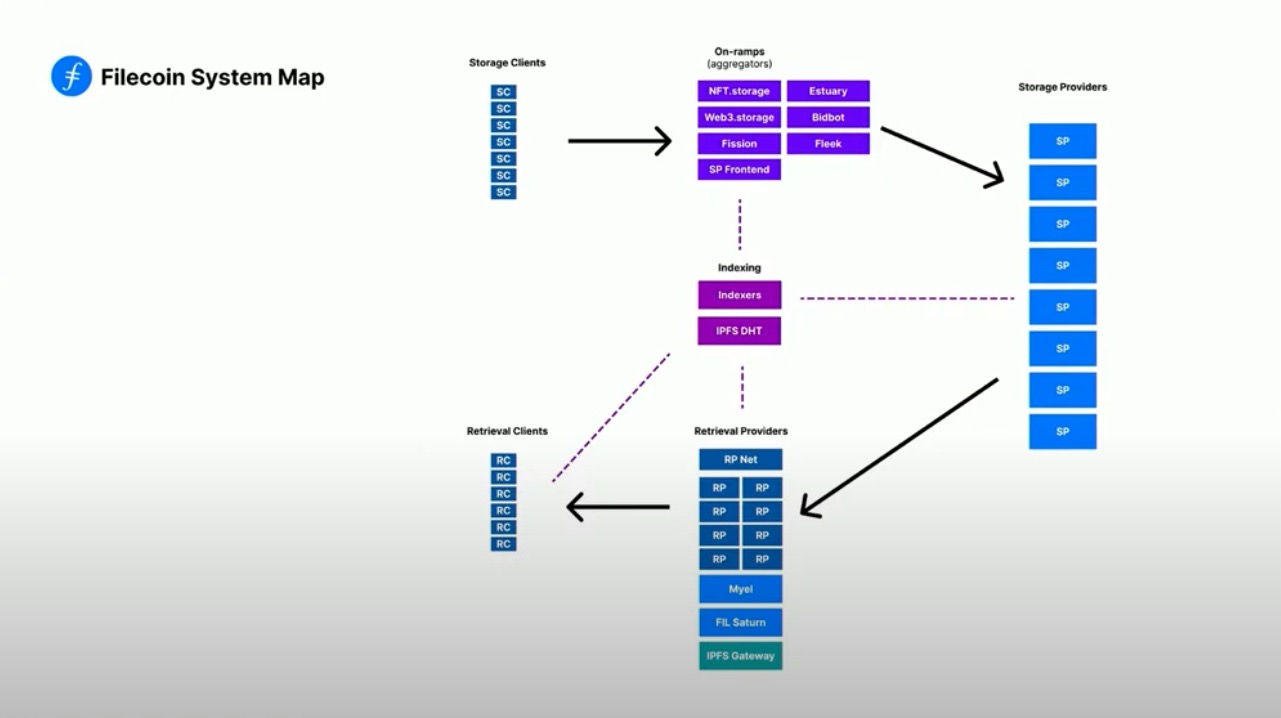 Filecoin System Map
Storage Clients
SC
SC
SC
SC
SC
SC
SC
On-ramps
(aggregators)
NFT.storage
Estuary
Web3.storage
Bidbot
Fission
Fleek
SP Frontend
Storage Providers
SP
SP
SP
SP
SP
SP
SP
SP
Indexing
Indexers
IPFS DHT
Retrieval Clients
RC
RC
RC
RC
RC
RC
Retrieval Providers
RP Net
RP RP
RP RP
RP RP
RP RP
Myel
FIL Saturn
IPFS Gateway